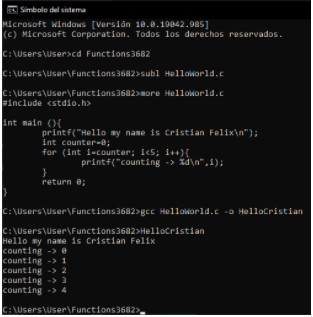 Símbolo del sistema
Microsoft Windows [Versión 10.0.19042.985]
(c) Microsoft Corporation. Todos los derechos reservados.
C:\Users\User>cd Functions3682
C:\Users\User\Functions3682>subl HelloWorld.c
C:\Users\User\Functions3682>more HelloWorld.c
#include <stdio.h>
int main (){
printf("Hello my name is Cristian Felix\n");
int counter=0;
for (int i=counter; i<5; i++){
printf("counting -> %d\n",i);
}
return 0;
}
C:\Users\User\Functions3682>gcc HelloWorld.c -o HelloCristian
C:\Users\User\Functions3682>HelloCristian
Hello my name is Cristian Felix
counting -> 0
counting -> 1
counting -> 2
counting -> 3
counting -> 4
C:\Users\User\Functions3682>